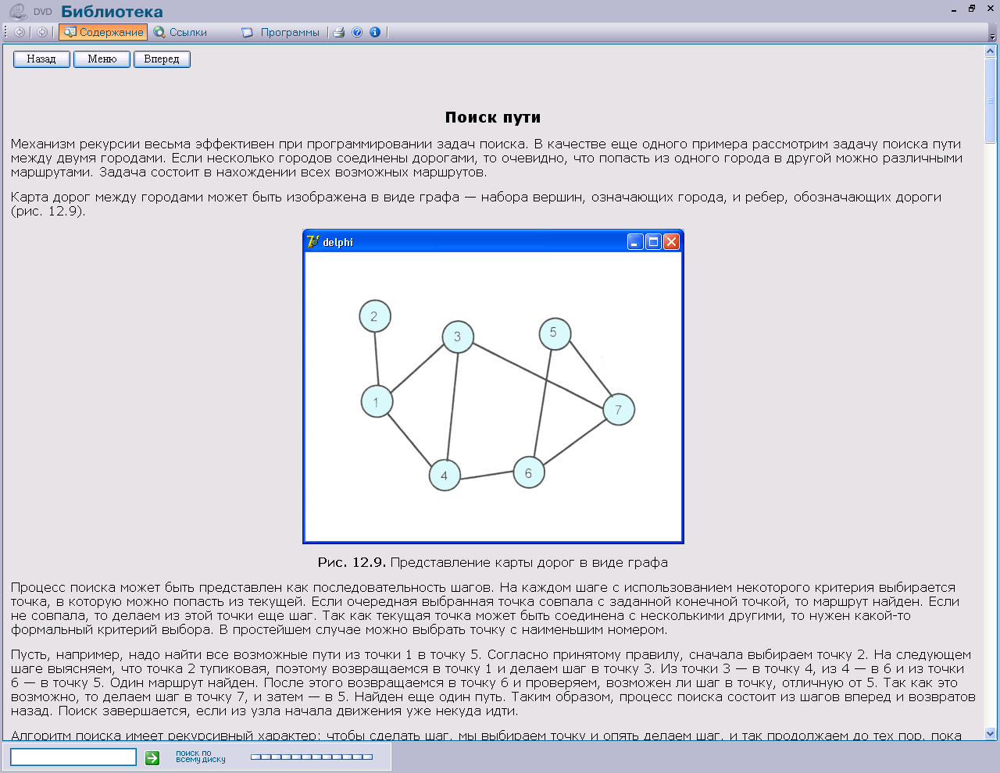 DVD Библиотека
Содержание Ссылки Программы
Назад Меню Вперед
Поиск пути
Механизм рекурсии весьма эффективен при программировании задач поиска. В качестве еще одного примера рассмотрим задачу поиска пути
между двумя городами. Если несколько городов соединены дорогами, то очевидно, что попасть из одного города в другой можно различными
маршрутами. Задача состоит в нахождении всех возможных маршрутов.
Карта дорог между городами может быть изображена в виде графа — набора вершин, означающих города, и ребер, обозначающих дороги
(рис. 12.9).
delphi
2
3
5
1
7
4
6
Рис. 12.9. Представление карты дорог в виде графа
Процесс поиска может быть представлен как последовательность шагов. На каждом шаге с использованием некоторого критерия выбирается
точка, в которую можно попасть из текущей. Если очередная выбранная точка совпала с заданной конечной точкой, то маршрут найден. Если
не совпала, то делаем из этой точки еще шаг. Так как текущая точка может быть соединена с несколькими другими, то нужен какой-то
формальный критерий выбора. В простейшем случае можно выбрать точку с наименьшим номером.
Пусть, например, надо найти все возможные пути из точки 1 в точку 5. Согласно принятому правилу, сначала выбираем точку 2. На следующем
шаге выясняем, что точка 2 тупиковая, поэтому возвращаемся в точку 1 и делаем шаг в точку 3. Из точки 3 — в точку 4, из 4 — в 6 и из точки
6 — в точку 5. Один маршрут найден. После этого возвращаемся в точку 6 и проверяем, возможен ли шаг в точку, отличную от 5. Так как это
возможно, то делаем шаг в точку 7, и затем — в 5. Найден еще один путь. Таким образом, процесс поиска состоит из шагов вперед и возвратов
назад. Поиск завершается, если из узла начала движения уже некуда идти.
Алгоритм поиска имеет рекурсивный характер: чтобы сделать шаг, мы выбираем точку и опять делаем шаг, и так продолжаем до тех пор, пока
поиск по
всему диску